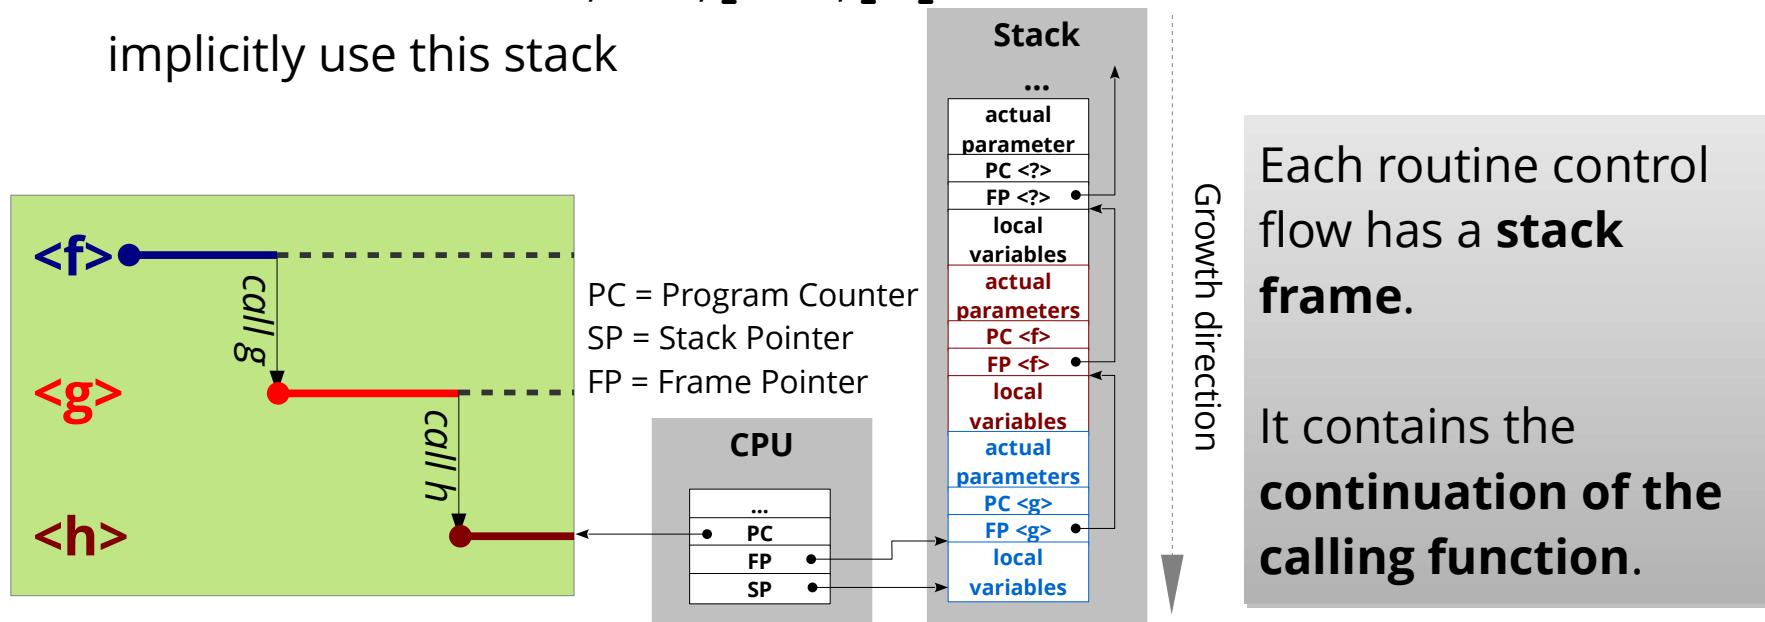 implicitly use this stack
<f>
call g
<g>
call h
<h>
PC = Program Counter
SP = Stack Pointer
FP = Frame Pointer
CPU
...
PC
FP
SP
Stack
...
actual
parameter
PC <?>
FP <?>
local
variables
actual
parameters
PC <f>
FP <f>
local
variables
actual
parameters
PC <g>
FP <g>
local
variables
Growth direction
Each routine control
flow has a stack
frame.
It contains the
continuation of the
calling function.